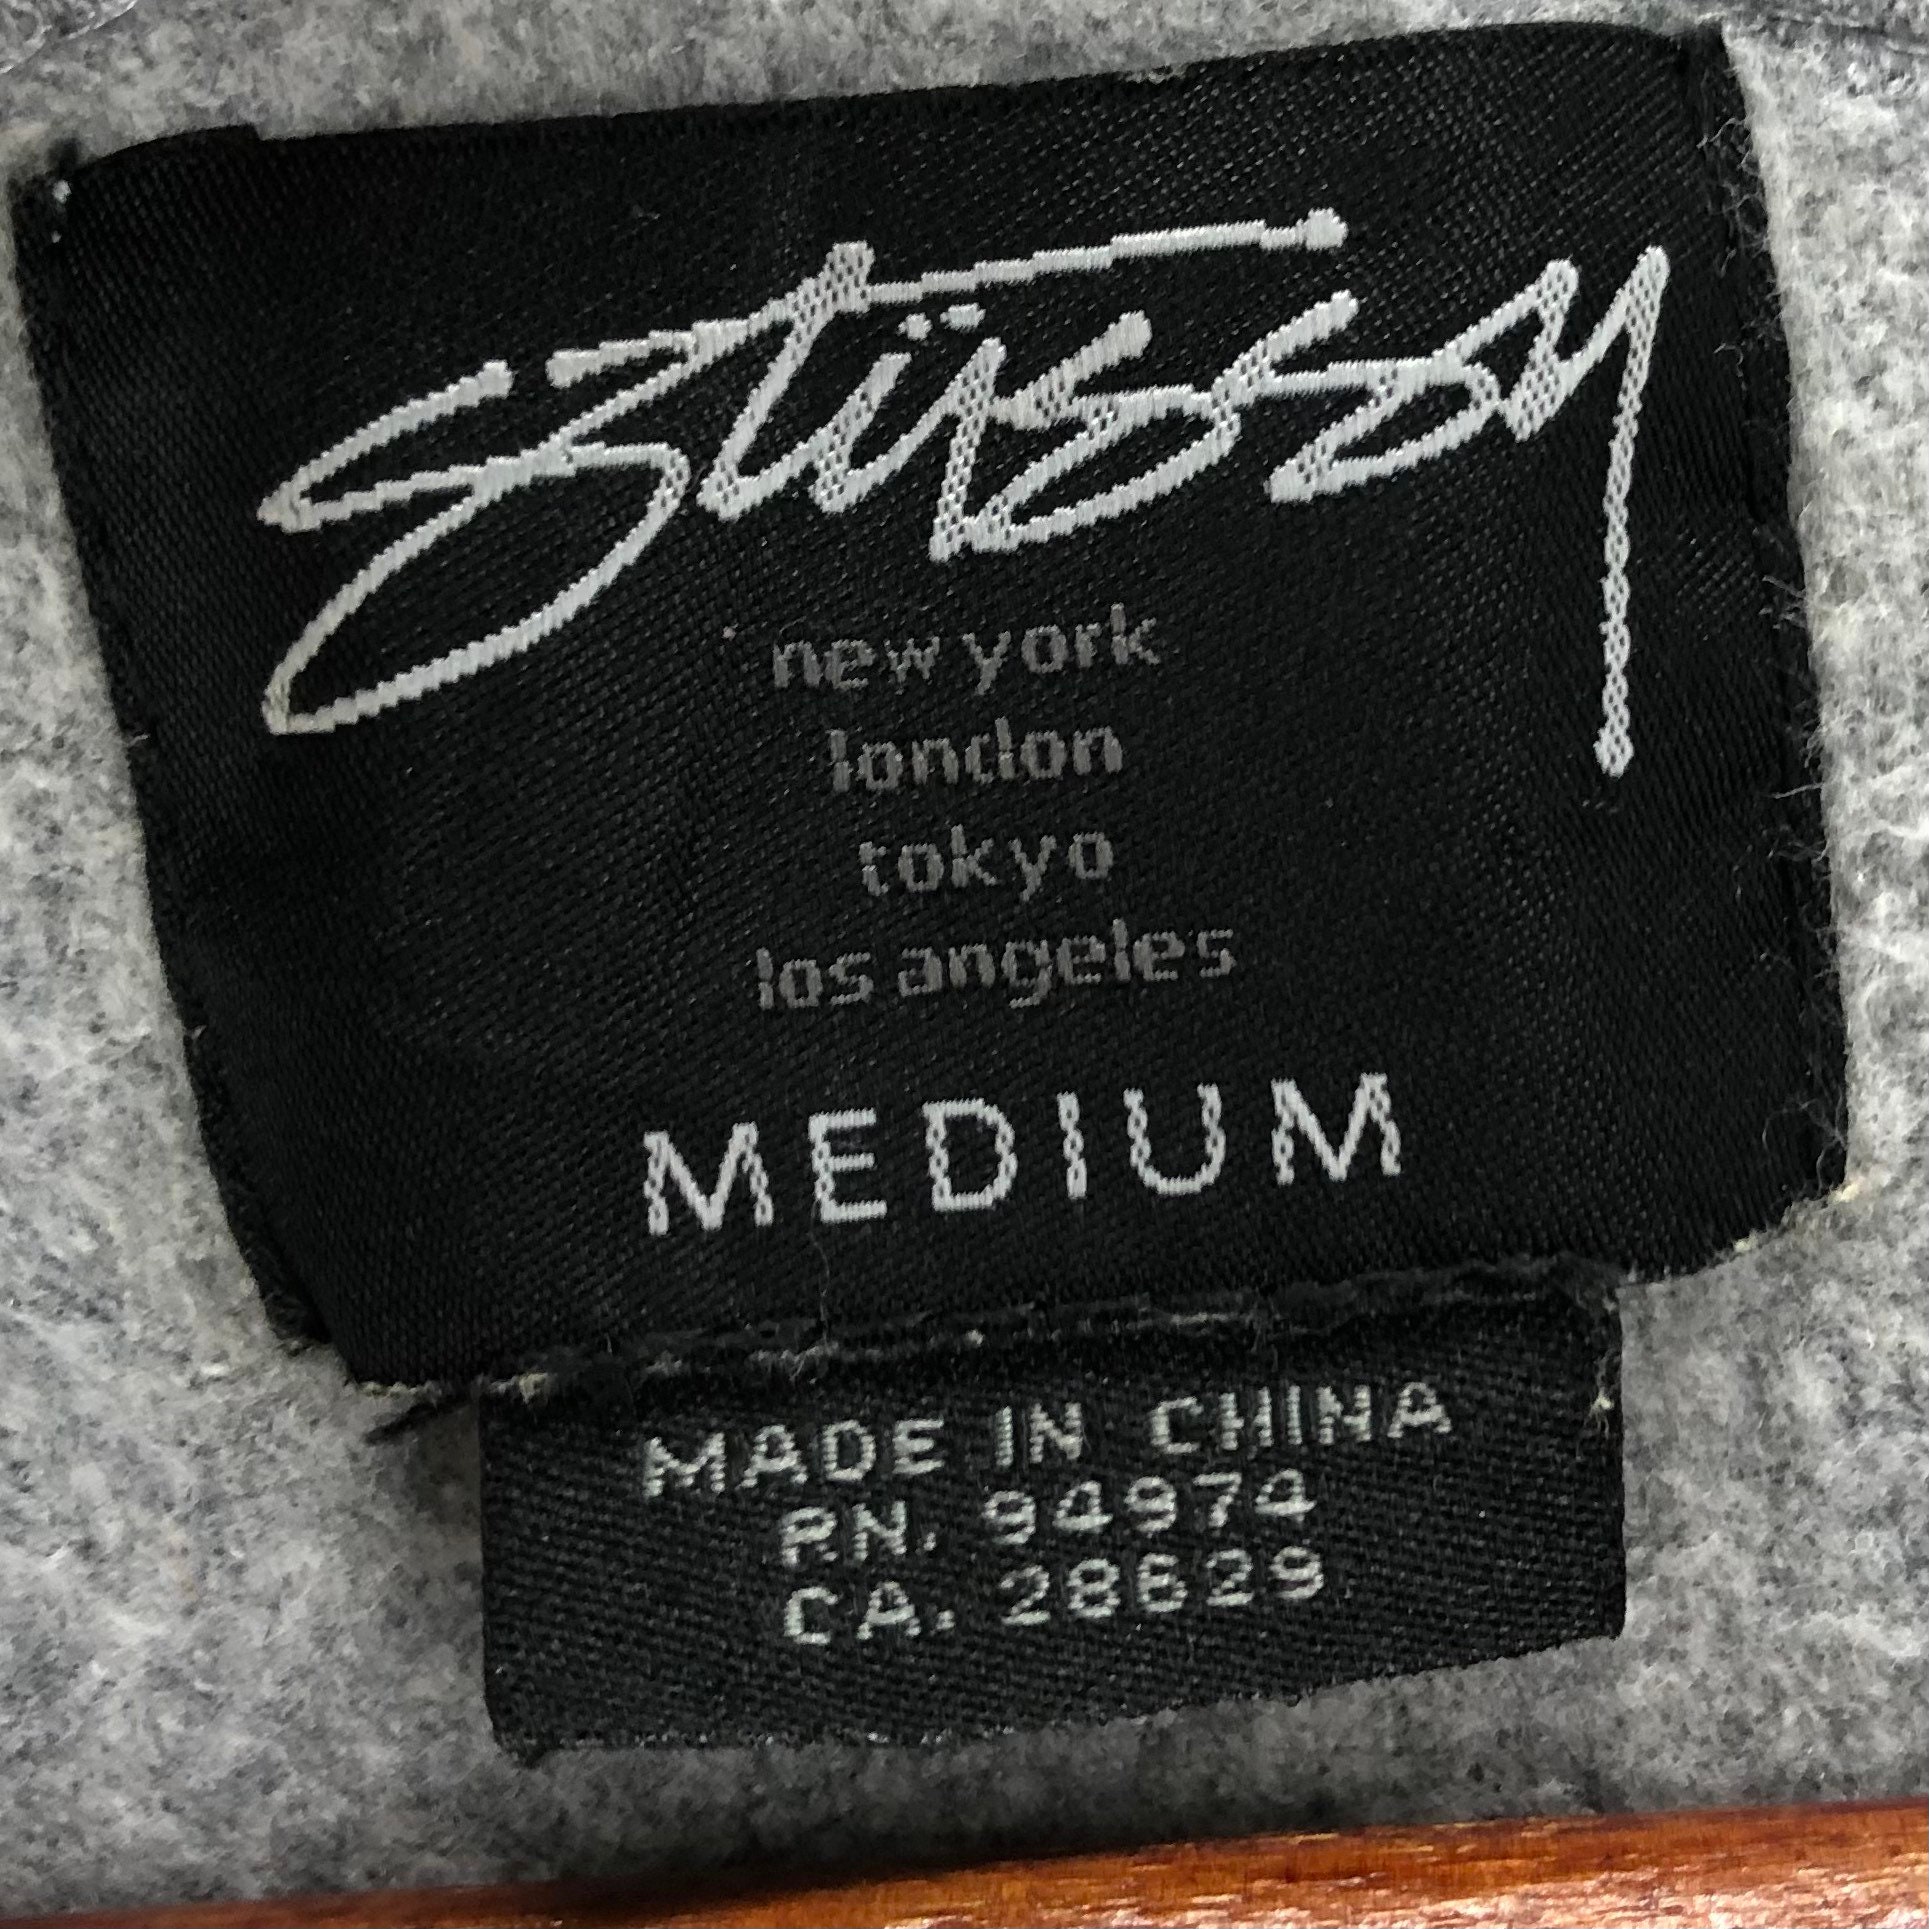 Stüssy
new york
london
tokyo
los angeles
MEDIUM
MADE IN CHINA
RN. 94974
CA. 28629